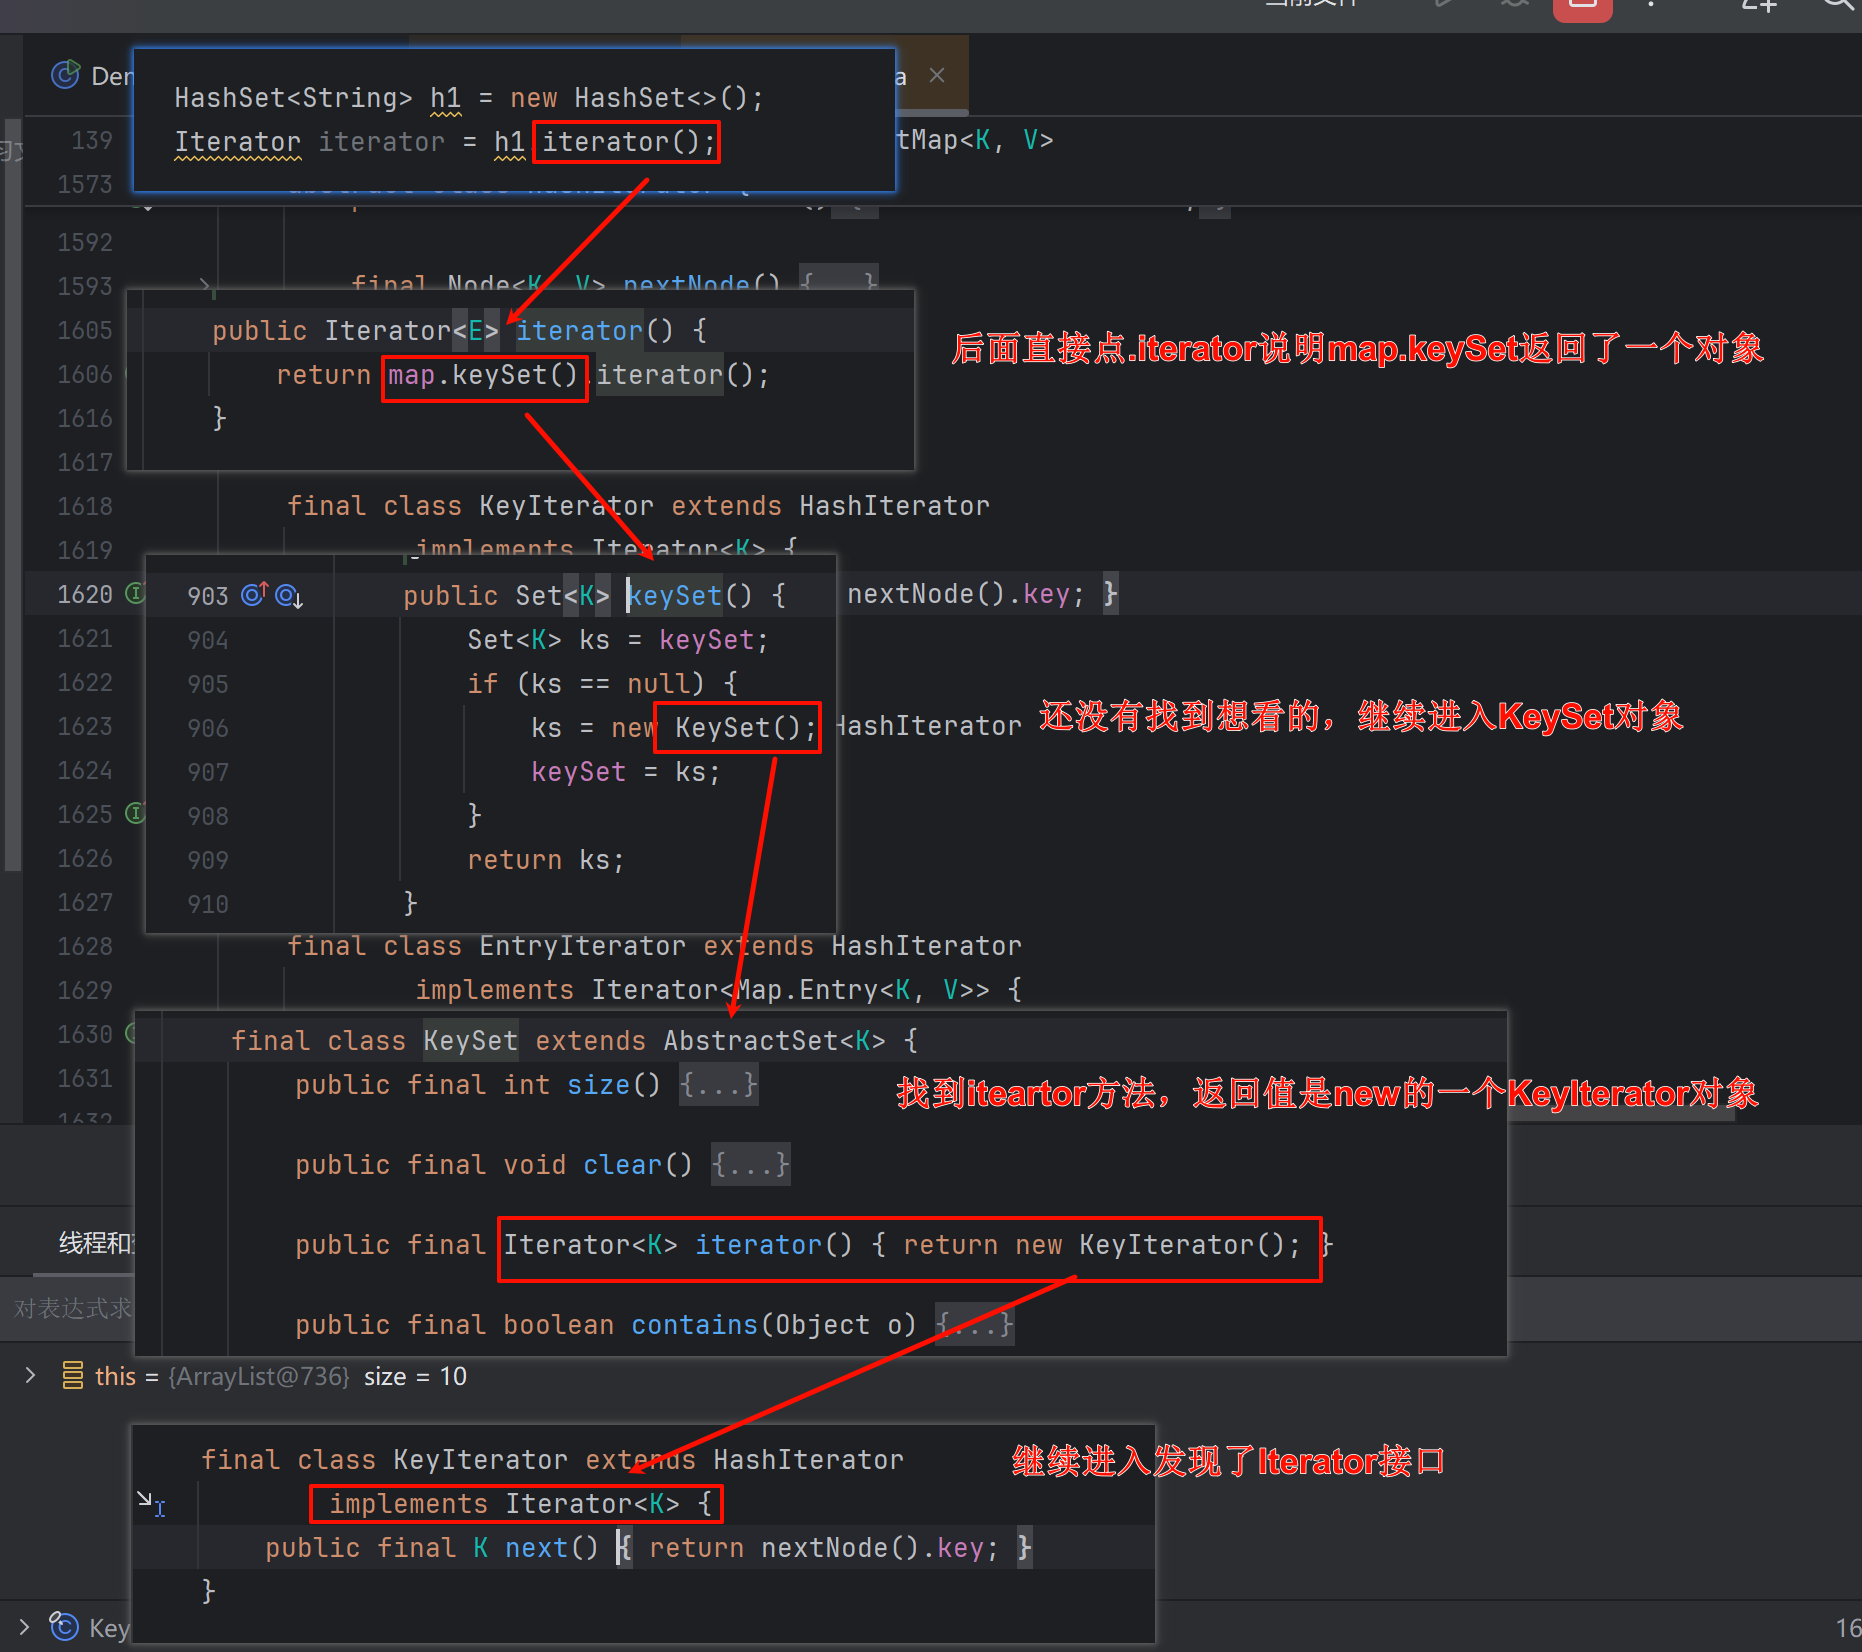 当前文件
Den
a
HashSet<String> h1 = new HashSet<>();
Iterator iterator = h1 iterator();
139
tMap<K, V>
1573
1592
1593
final Node<K, V> nextNode() {...}
1605
public Iterator<E> iterator() {
后面直接点.iterator说明map.keySet返回了一个对象
1606
return map.keySet().iterator();
1616
}
1617
1618
final class KeyIterator extends HashIterator
1619
implements Iterator<K> {
1620
903
public Set<K> keySet() {
nextNode().key; }
1621
904
Set<K> ks = keySet;
1622
905
if (ks == null) {
1623
906
ks = new KeySet();
HashIterator
还没有找到想看的，继续进入KeySet对象
1624
907
keySet = ks;
1625
908
}
1626
909
return ks;
1627
910
}
1628
final class EntryIterator extends HashIterator
1629
implements Iterator<Map.Entry<K, V>> {
1630
final class KeySet extends AbstractSet<K> {
1631
public final int size() {...}
找到iteartor方法，返回值是new的一个KeyIterator对象
1632
public final void clear() {...}
线程和
public final Iterator<K> iterator() { return new KeyIterator(); }
对表达式求
public final boolean contains(Object o) {...}
this = {ArrayList@736} size = 10
final class KeyIterator extends HashIterator
继续进入发现了Iterator接口
implements Iterator<K> {
public final K next() { return nextNode().key; }
}
Key
16